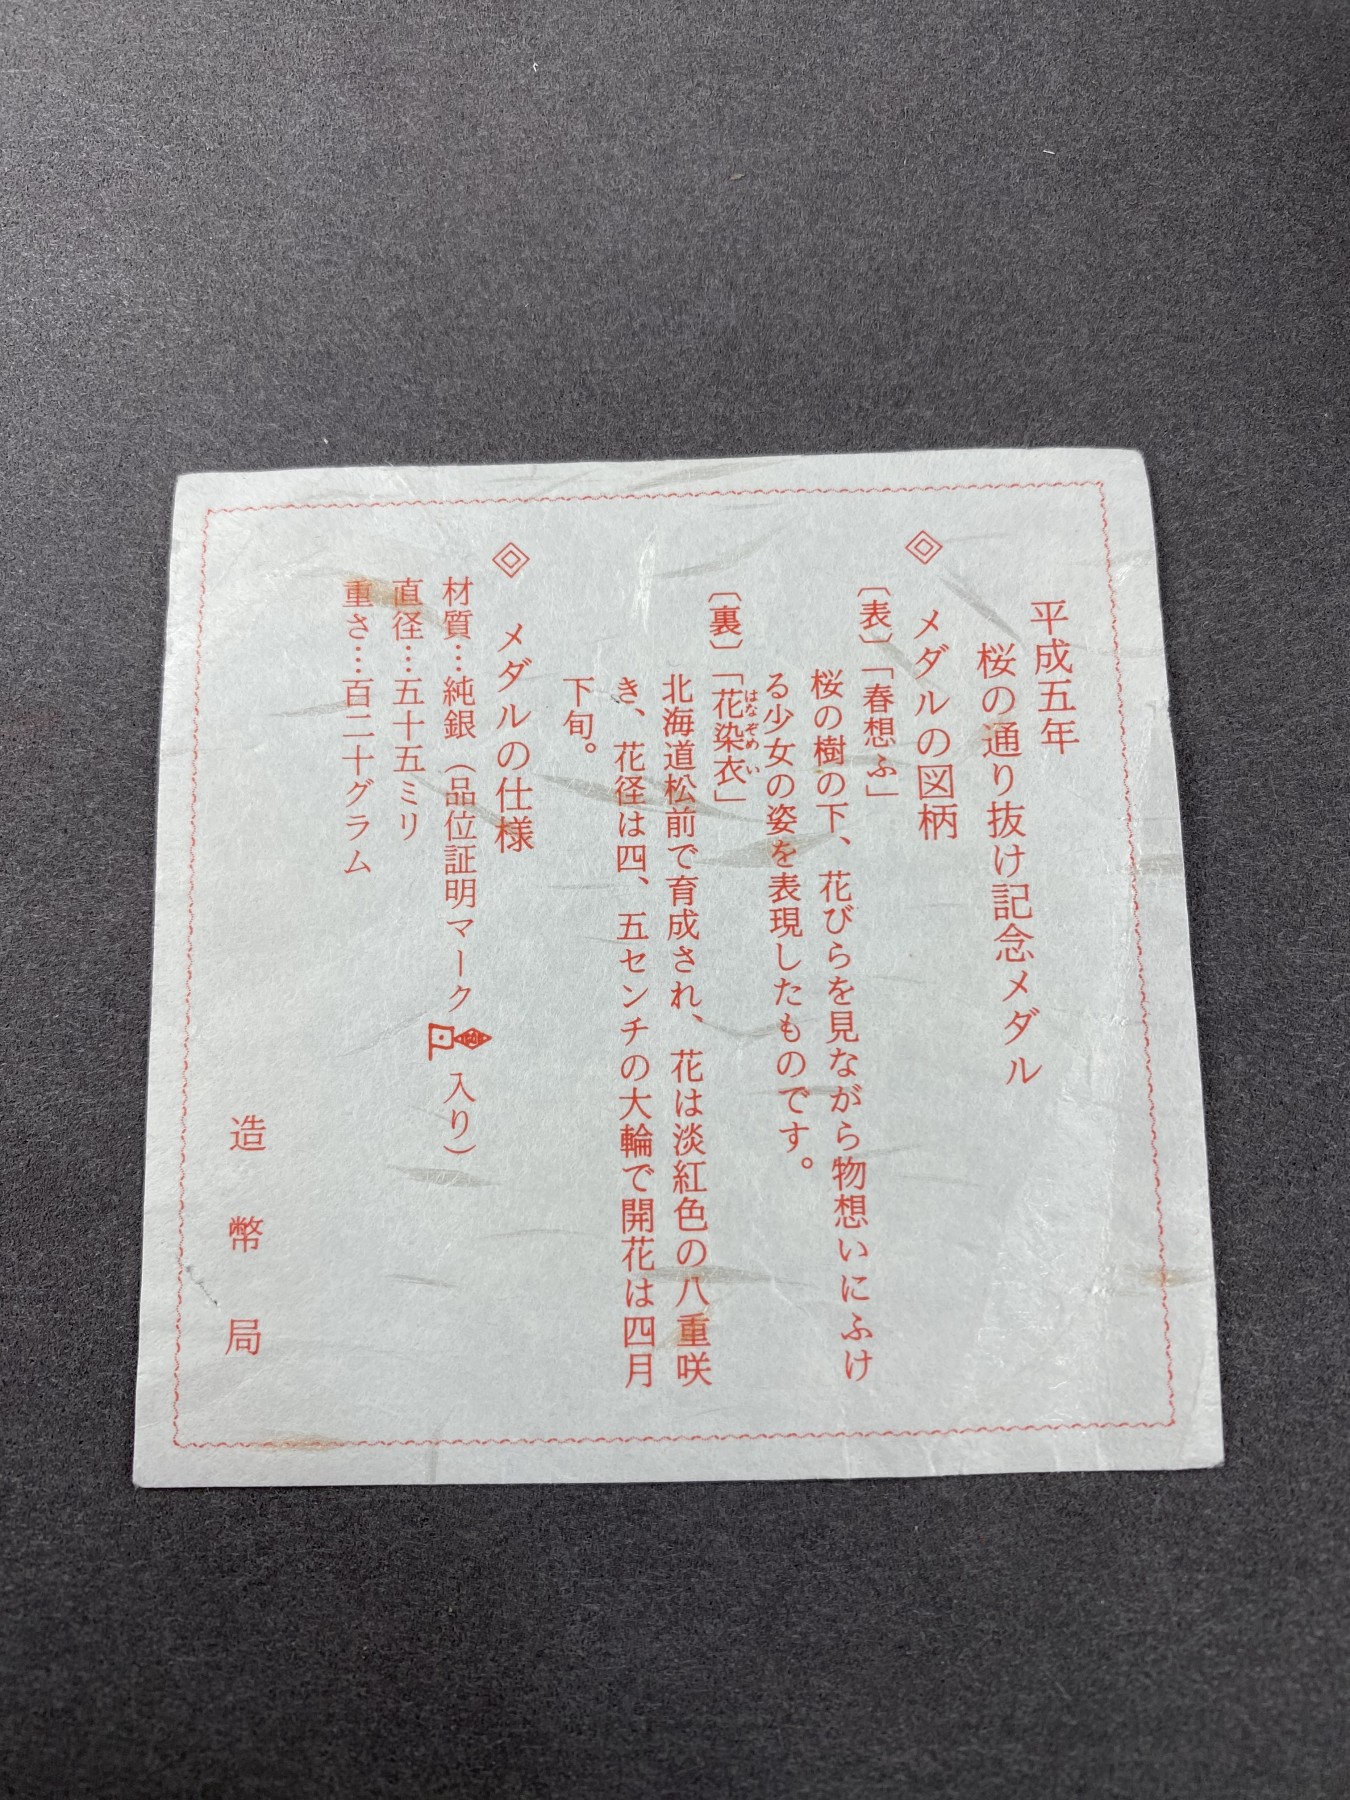 平成五年
桜の通り抜け記念メダル
◈ メダルの図柄
〔表〕「春想ふ」
桜の樹の下、花びらを見ながら物想いにふけ
る少女の姿を表現したものです。
〔裏〕「花染衣」
はなぞめい
北海道松前で育成され、花は淡紅色の八重咲
き、花径は四、五センチの大輪で開花は四月
下旬。
◈ メダルの仕様
材質…純銀（品位証明マーク 入り）
直径…五十五ミリ
重さ…百二十グラム
造幣局